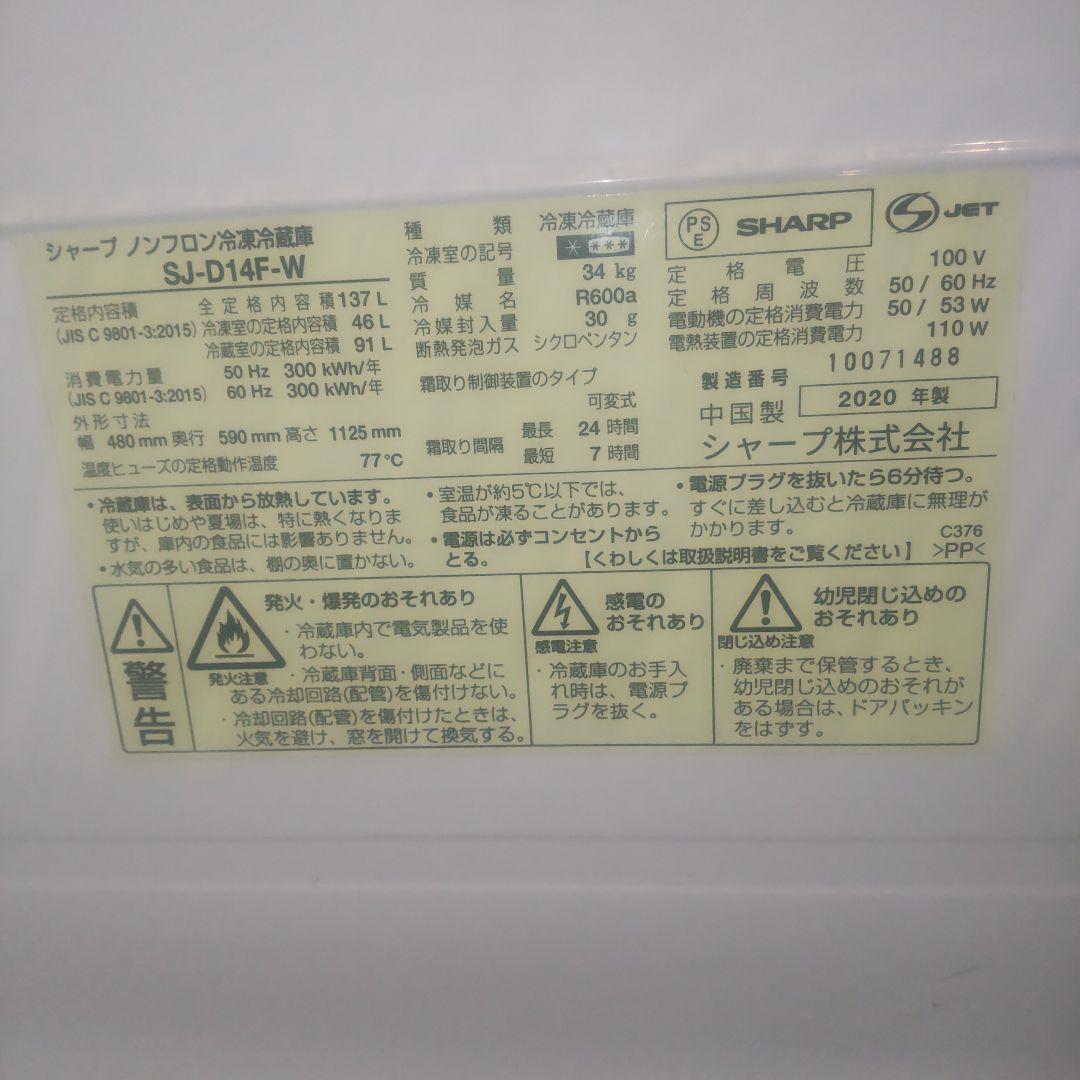 シャープ ノンフロン冷凍冷蔵庫
SJ-D14F-W
定格内容積
(JIS C 9801-3:2015)
全定格内容積 137 L
冷凍室の定格内容積 46 L
冷蔵室の定格内容積 91 L
消費電力量
(JIS C 9801-3:2015)
50 Hz 300 kWh/年
60 Hz 300 kWh/年
外形寸法
幅 480 mm 奥行 590 mm 高さ 1125 mm
温度ヒューズの定格動作温度 77℃
種類 冷凍冷蔵庫
冷凍室の記号 * ***
質量 34 kg
冷媒名 R600a
冷媒封入量 30 g
断熱発泡ガス シクロペンタン
霜取り制御装置のタイプ
可変式
霜取り間隔
最長 24 時間
最短 7 時間
PS
E
SHARP
JET
定格電圧 100 V
定格周波数 50 / 60 Hz
電動機の定格消費電力 50 / 53 W
電熱装置の定格消費電力 110 W
製造番号 10071488
中国製 2020 年製
シャープ株式会社
・冷蔵庫は、表面から放熱しています。
使いはじめや夏場は、特に熱くなりま
すが、庫内の食品には影響ありません。
・水気の多い食品は、棚の奥に置かない。
・室温が約5℃以下では、
食品が凍ることがあります。
・電源は必ずコンセントから
とる。
・電源プラグを抜いたら6分待つ。
すぐに差し込むと冷蔵庫に無理が
かかります。
C376
【くわしくは取扱説明書をご覧ください】 >PP<
警告
発火注意
発火・爆発のおそれあり
・冷蔵庫内で電気製品を使
わない。
・冷蔵庫背面・側面などに
ある冷却回路(配管)を傷付けない。
・冷却回路(配管)を傷付けたときは、
火気を避け、窓を開けて換気する。
感電注意
感電の
おそれあり
・冷蔵庫のお手入
れ時は、電源プ
ラグを抜く。
閉じ込め注意
幼児閉じ込めの
おそれあり
・廃棄まで保管するとき、
幼児閉じ込めのおそれが
ある場合は、ドアパッキン
をはずす。